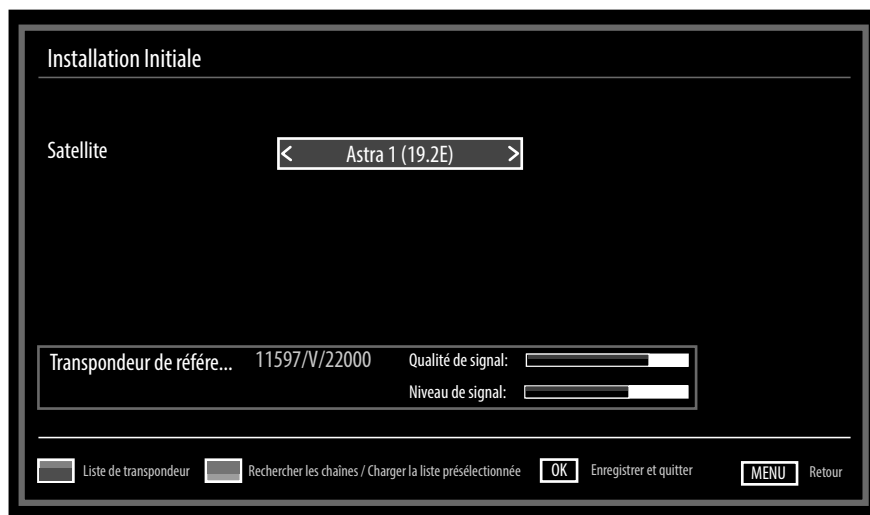 Installation Initiale
Satellite < Astra 1 (19.2E) >
Transpondeur de référe... 11597/V/22000 Qualité de signal:
Niveau de signal:
Liste de transpondeur Rechercher les chaînes / Charger la liste présélectionnée OK Enregistrer et quitter MENU Retour